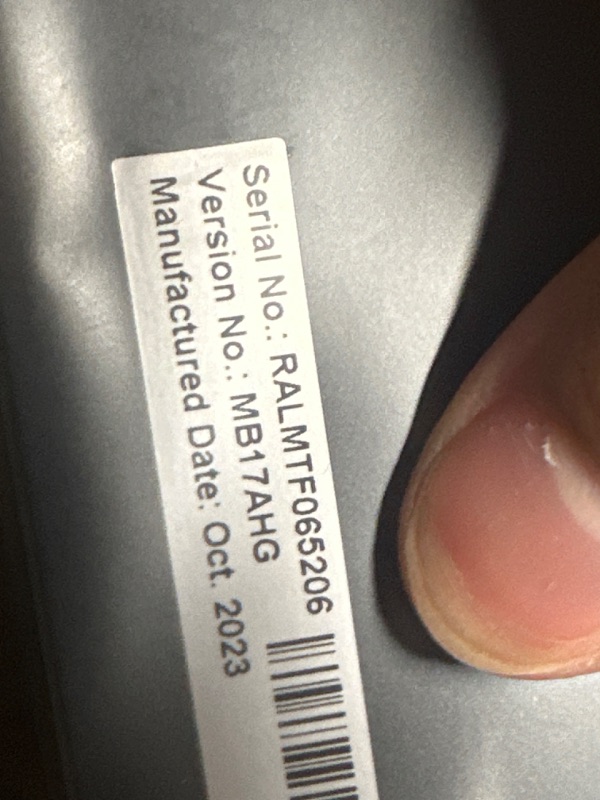 Serial No.: RALMTF065206
Version No.: MB17AHG
Manufactured Date: Oct. 2023